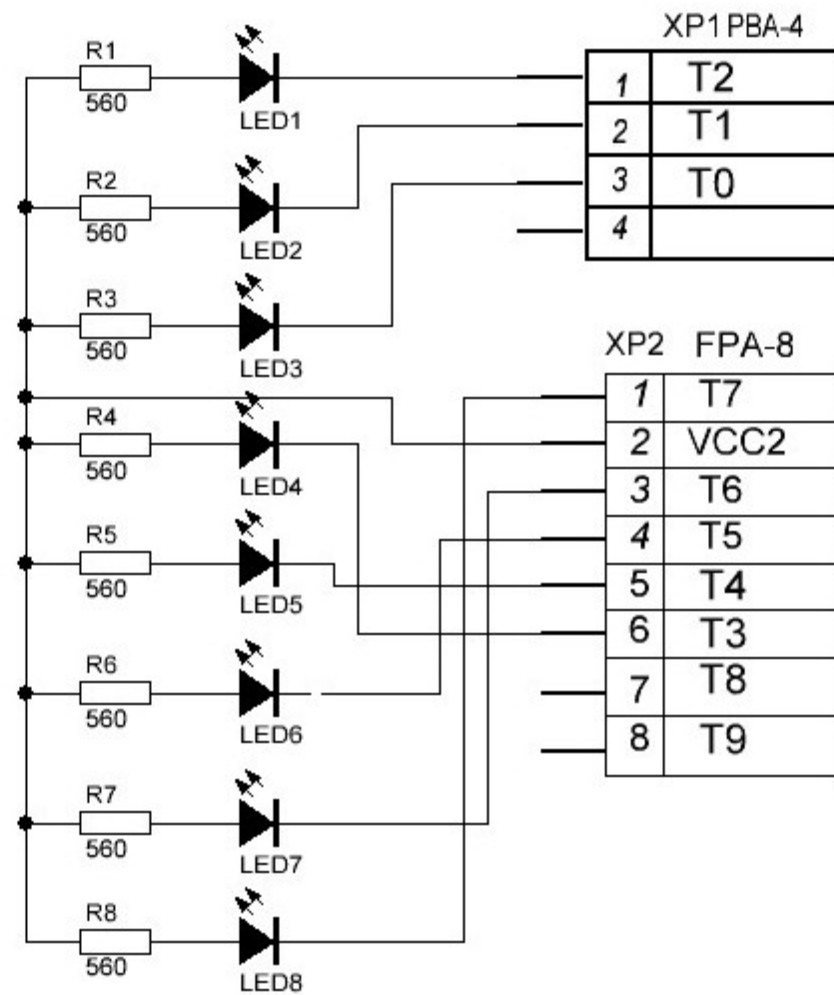 XP1 PBA-4
R1
560
LED1
1 T2
2 T1
3 T0
4
R2
560
LED2
R3
560
LED3
XP2 FPA-8
1 T7
2 VCC2
3 T6
4 T5
5 T4
6 T3
7 T8
8 T9
R4
560
LED4
R5
560
LED5
R6
560
LED6
R7
560
LED7
R8
560
LED8